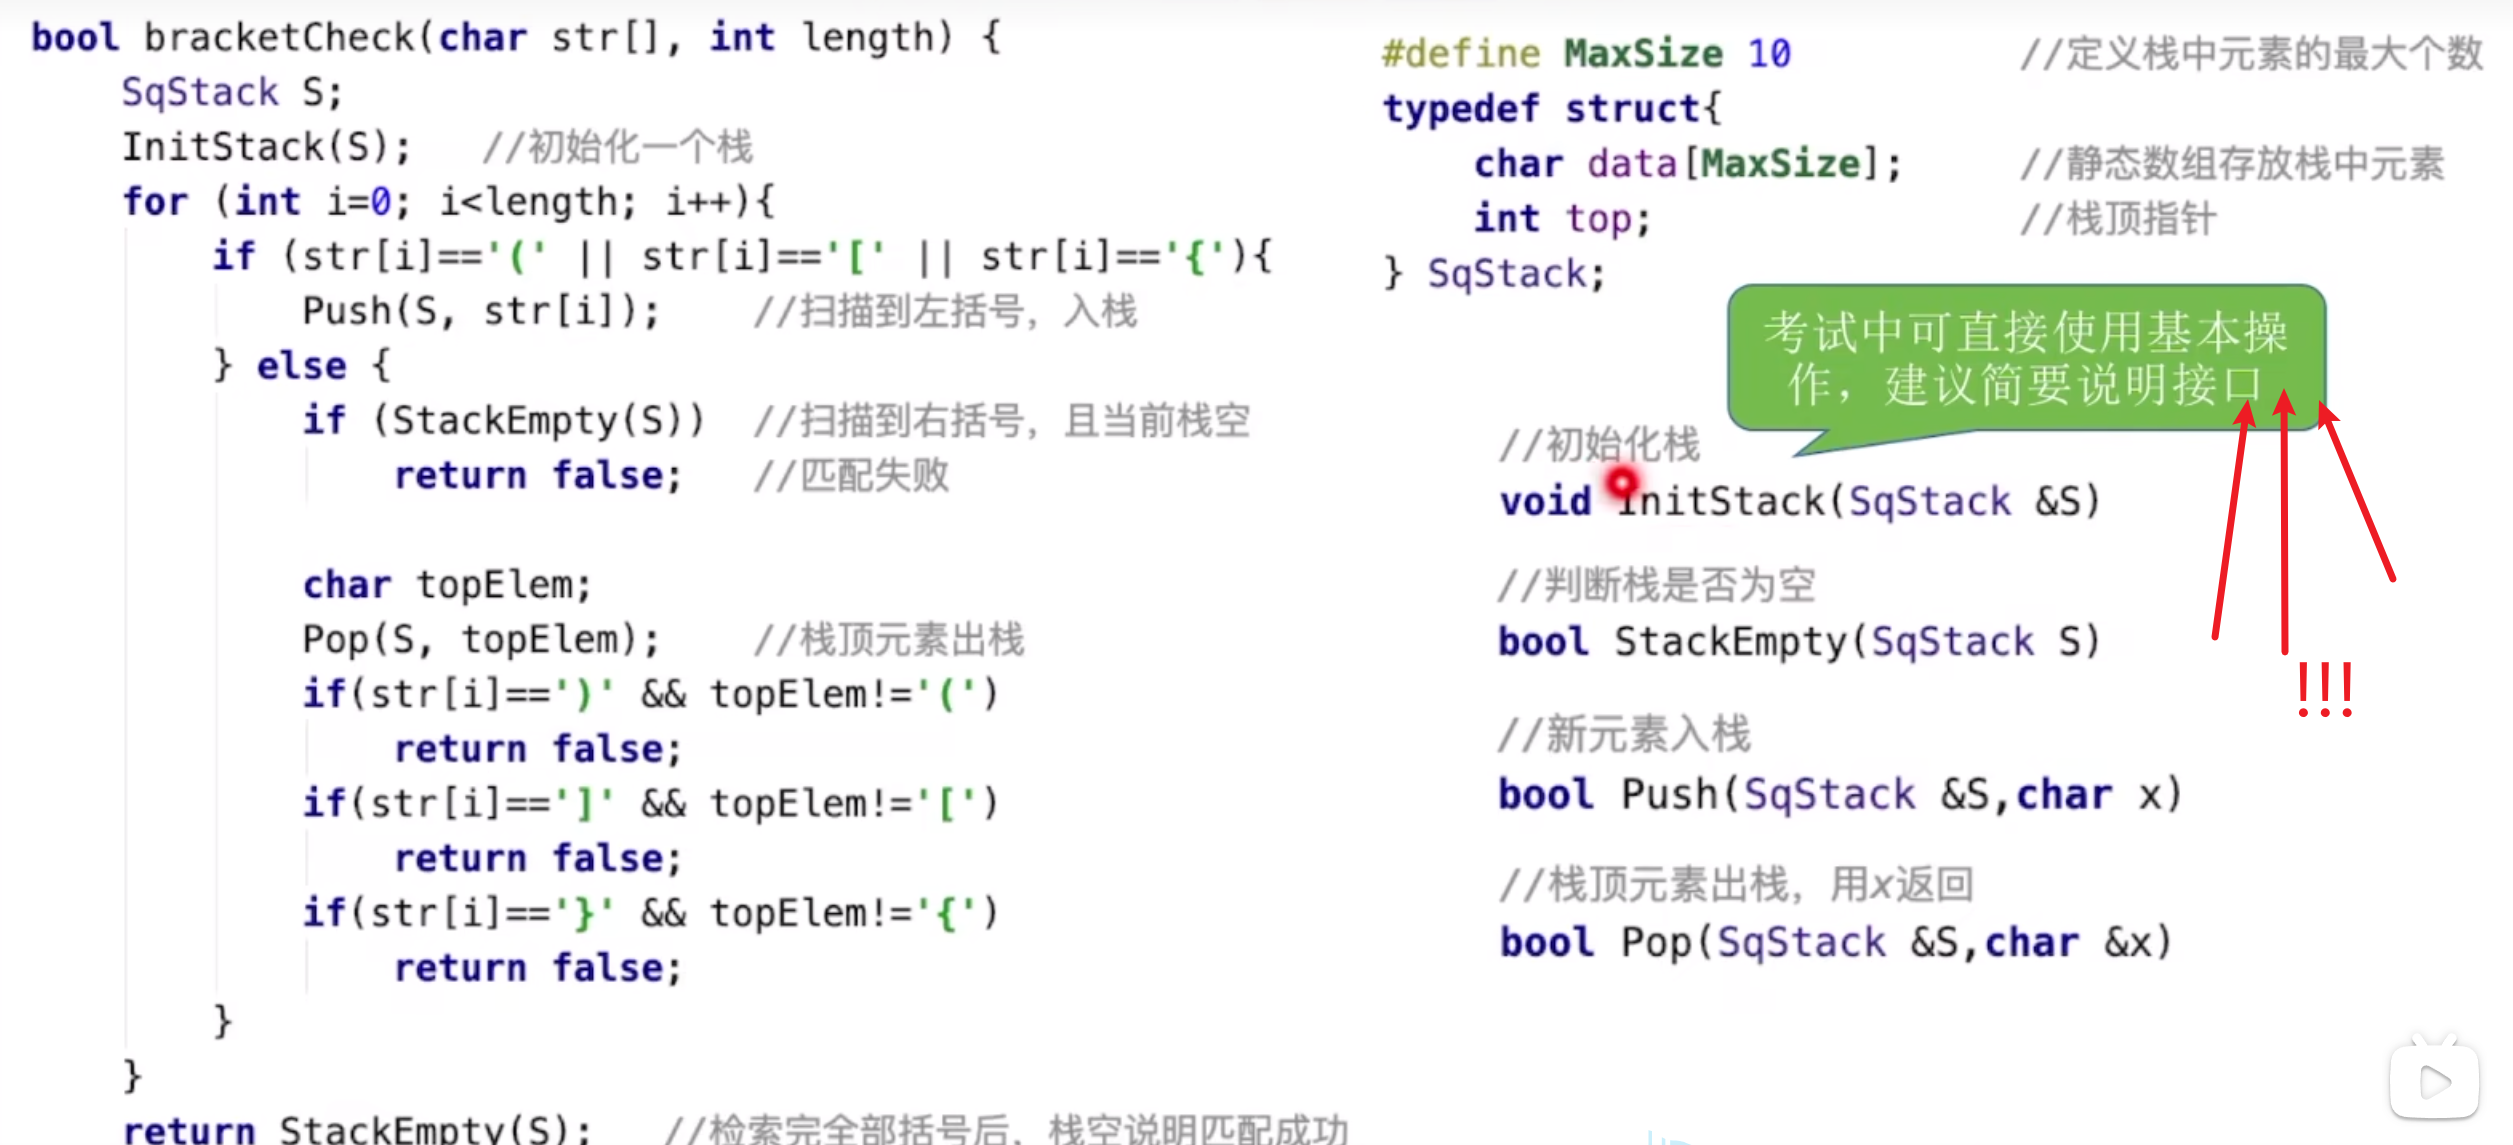 bool bracketCheck(char str[], int length) {
SqStack S;
InitStack(S); //初始化一个栈
for (int i=0; i<length; i++){
if (str[i]=='(' || str[i]=='[' || str[i]=='{'){
Push(S, str[i]); //扫描到左括号，入栈
} else {
if (StackEmpty(S)) //扫描到右括号，且当前栈空
return false; //匹配失败
char topElem;
Pop(S, topElem); //栈顶元素出栈
if(str[i]==')' && topElem!='(')
return false;
if(str[i]==']' && topElem!='[')
return false;
if(str[i]=='}' && topElem!='{')
return false;
}
}
return StackEmpty(S); //检索完全部括号后，栈空说明匹配成功
#define MaxSize 10 //定义栈中元素的最大个数
typedef struct{
char data[MaxSize]; //静态数组存放栈中元素
int top; //栈顶指针
} SqStack;
考试中可直接使用基本操
作，建议简要说明接口
//初始化栈
void InitStack(SqStack &S)
//判断栈是否为空
bool StackEmpty(SqStack S)
!!!
//新元素入栈
bool Push(SqStack &S,char x)
//栈顶元素出栈，用x返回
bool Pop(SqStack &S,char &x)